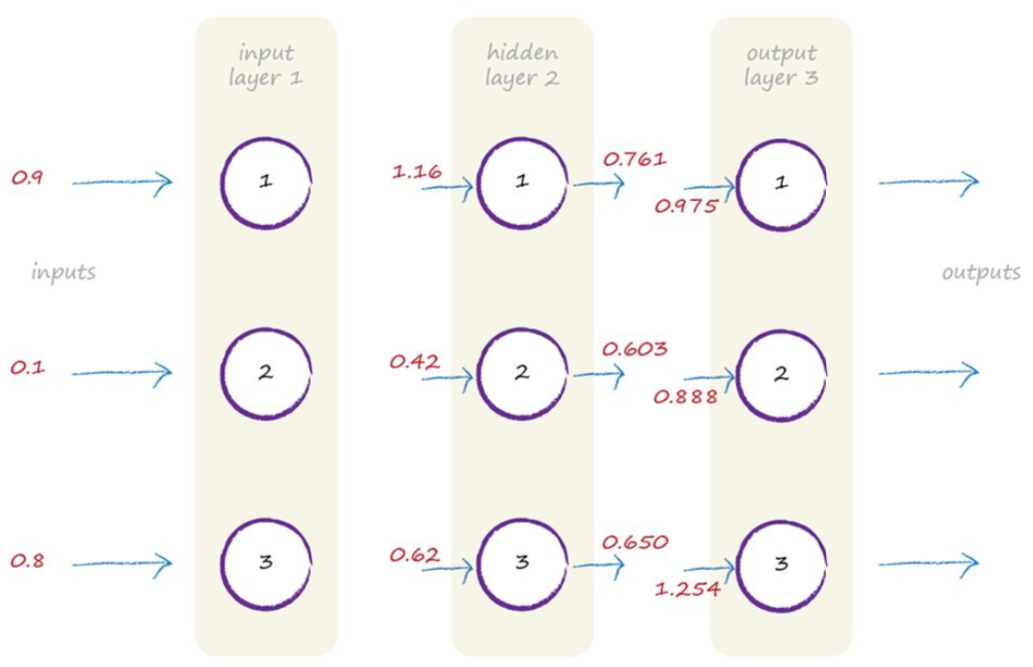 input
layer 1
hidden
layer 2
output
layer 3
0.9
1
1.16
1
0.761
0.975
1
inputs
outputs
0.1
2
0.42
2
0.603
0.888
2
0.8
3
0.62
3
0.650
1.254
3